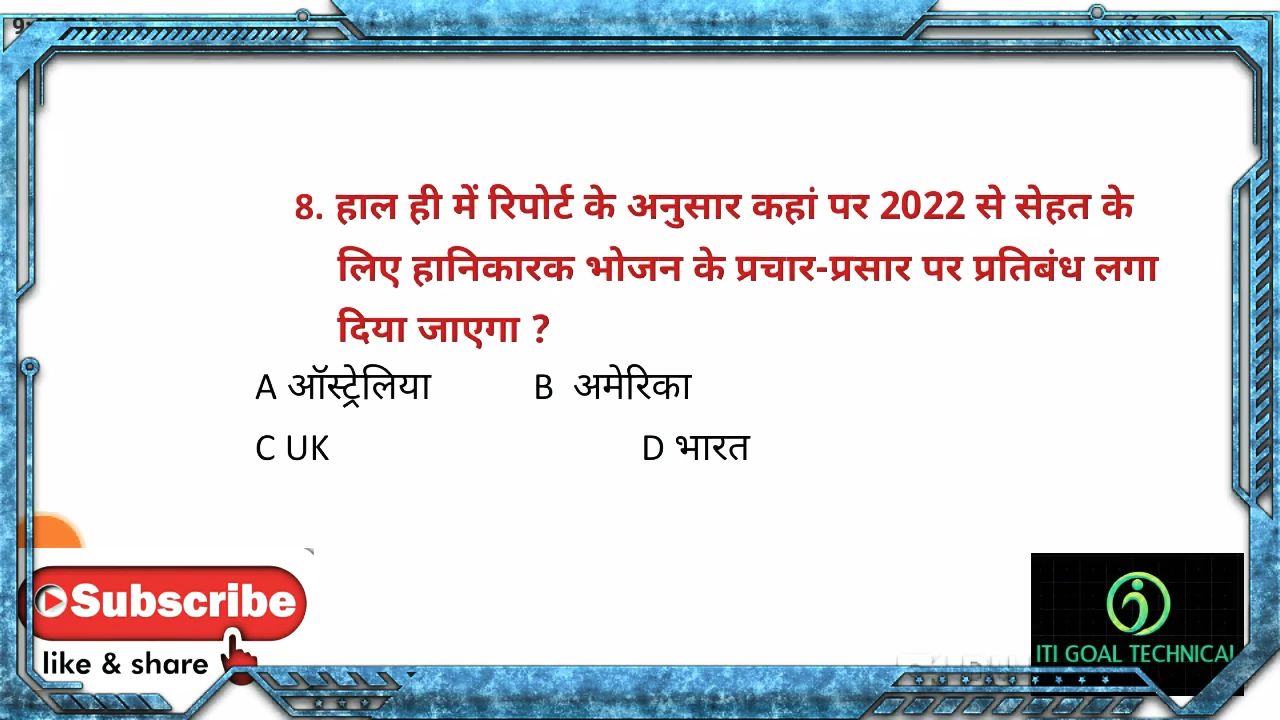 8. हाल ही में रिपोर्ट के अनुसार कहां पर 2022 से सेहत के
लिए हानिकारक भोजन के प्रचार-प्रसार पर प्रतिबंध लगा
दिया जाएगा ?
A ऑस्ट्रेलिया B अमेरिका
C UK D भारत
Subscribe
like & share
ITI GOAL TECHNICAL